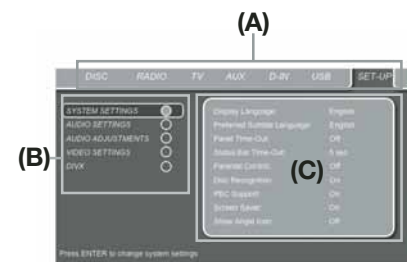 (A)
DISC RADIO TV AUX D-IN USB SET-UP
SYSTEM SETTINGS
AUDIO SETTINGS
AUDIO ADJUSTMENTS
VIDEO SETTINGS
DIVX
(B)
Display Language: English
Preferred Subtitle Language: English
Panel Time-Out: Off
Status Bar Time-Out: 5 sec
Parental Control: Off
Disc Recognition: On
PBC Support: On
Screen Saver: On
Show Angle Icon: Off
(C)
Press ENTER to change system settings